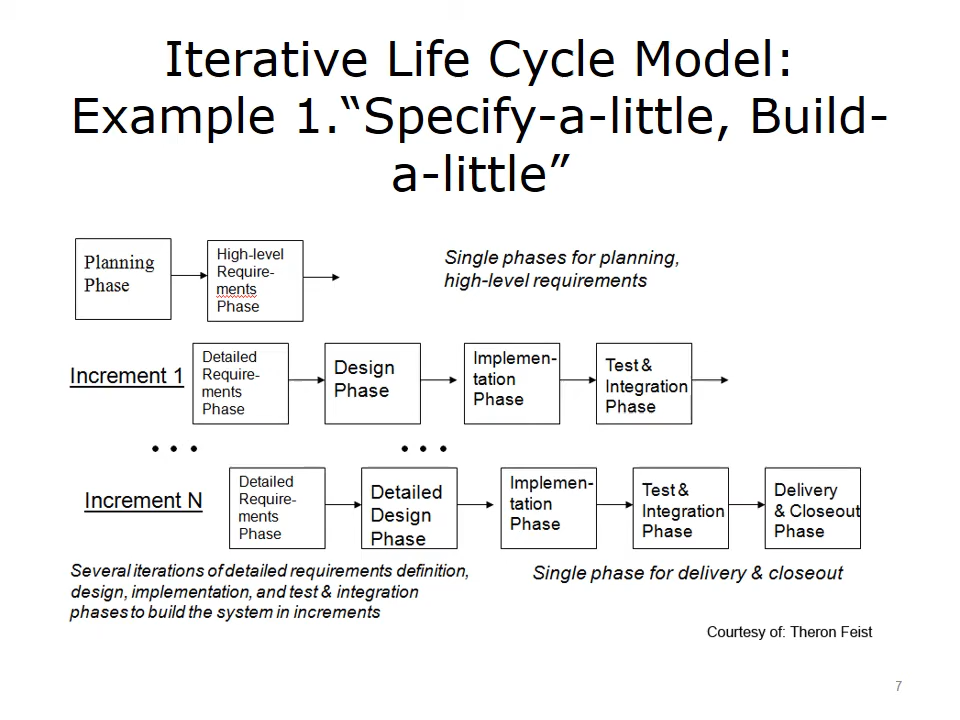 Iterative Life Cycle Model:
Example 1.“Specify-a-little, Build-
a-little”
Planning
Phase
High-level
Require-
ments
Phase
Single phases for planning,
high-level requirements
Increment 1
Detailed
Require-
ments
Phase
Design
Phase
Implemen-
tation
Phase
Test &
Integration
Phase
• • •
• • •
Increment N
Detailed
Require-
ments
Phase
Detailed
Design
Phase
Implemen-
tation
Phase
Test &
Integration
Phase
Delivery
& Closeout
Phase
Several iterations of detailed requirements definition,
design, implementation, and test & integration
phases to build the system in increments
Single phase for delivery & closeout
Courtesy of: Theron Feist
7